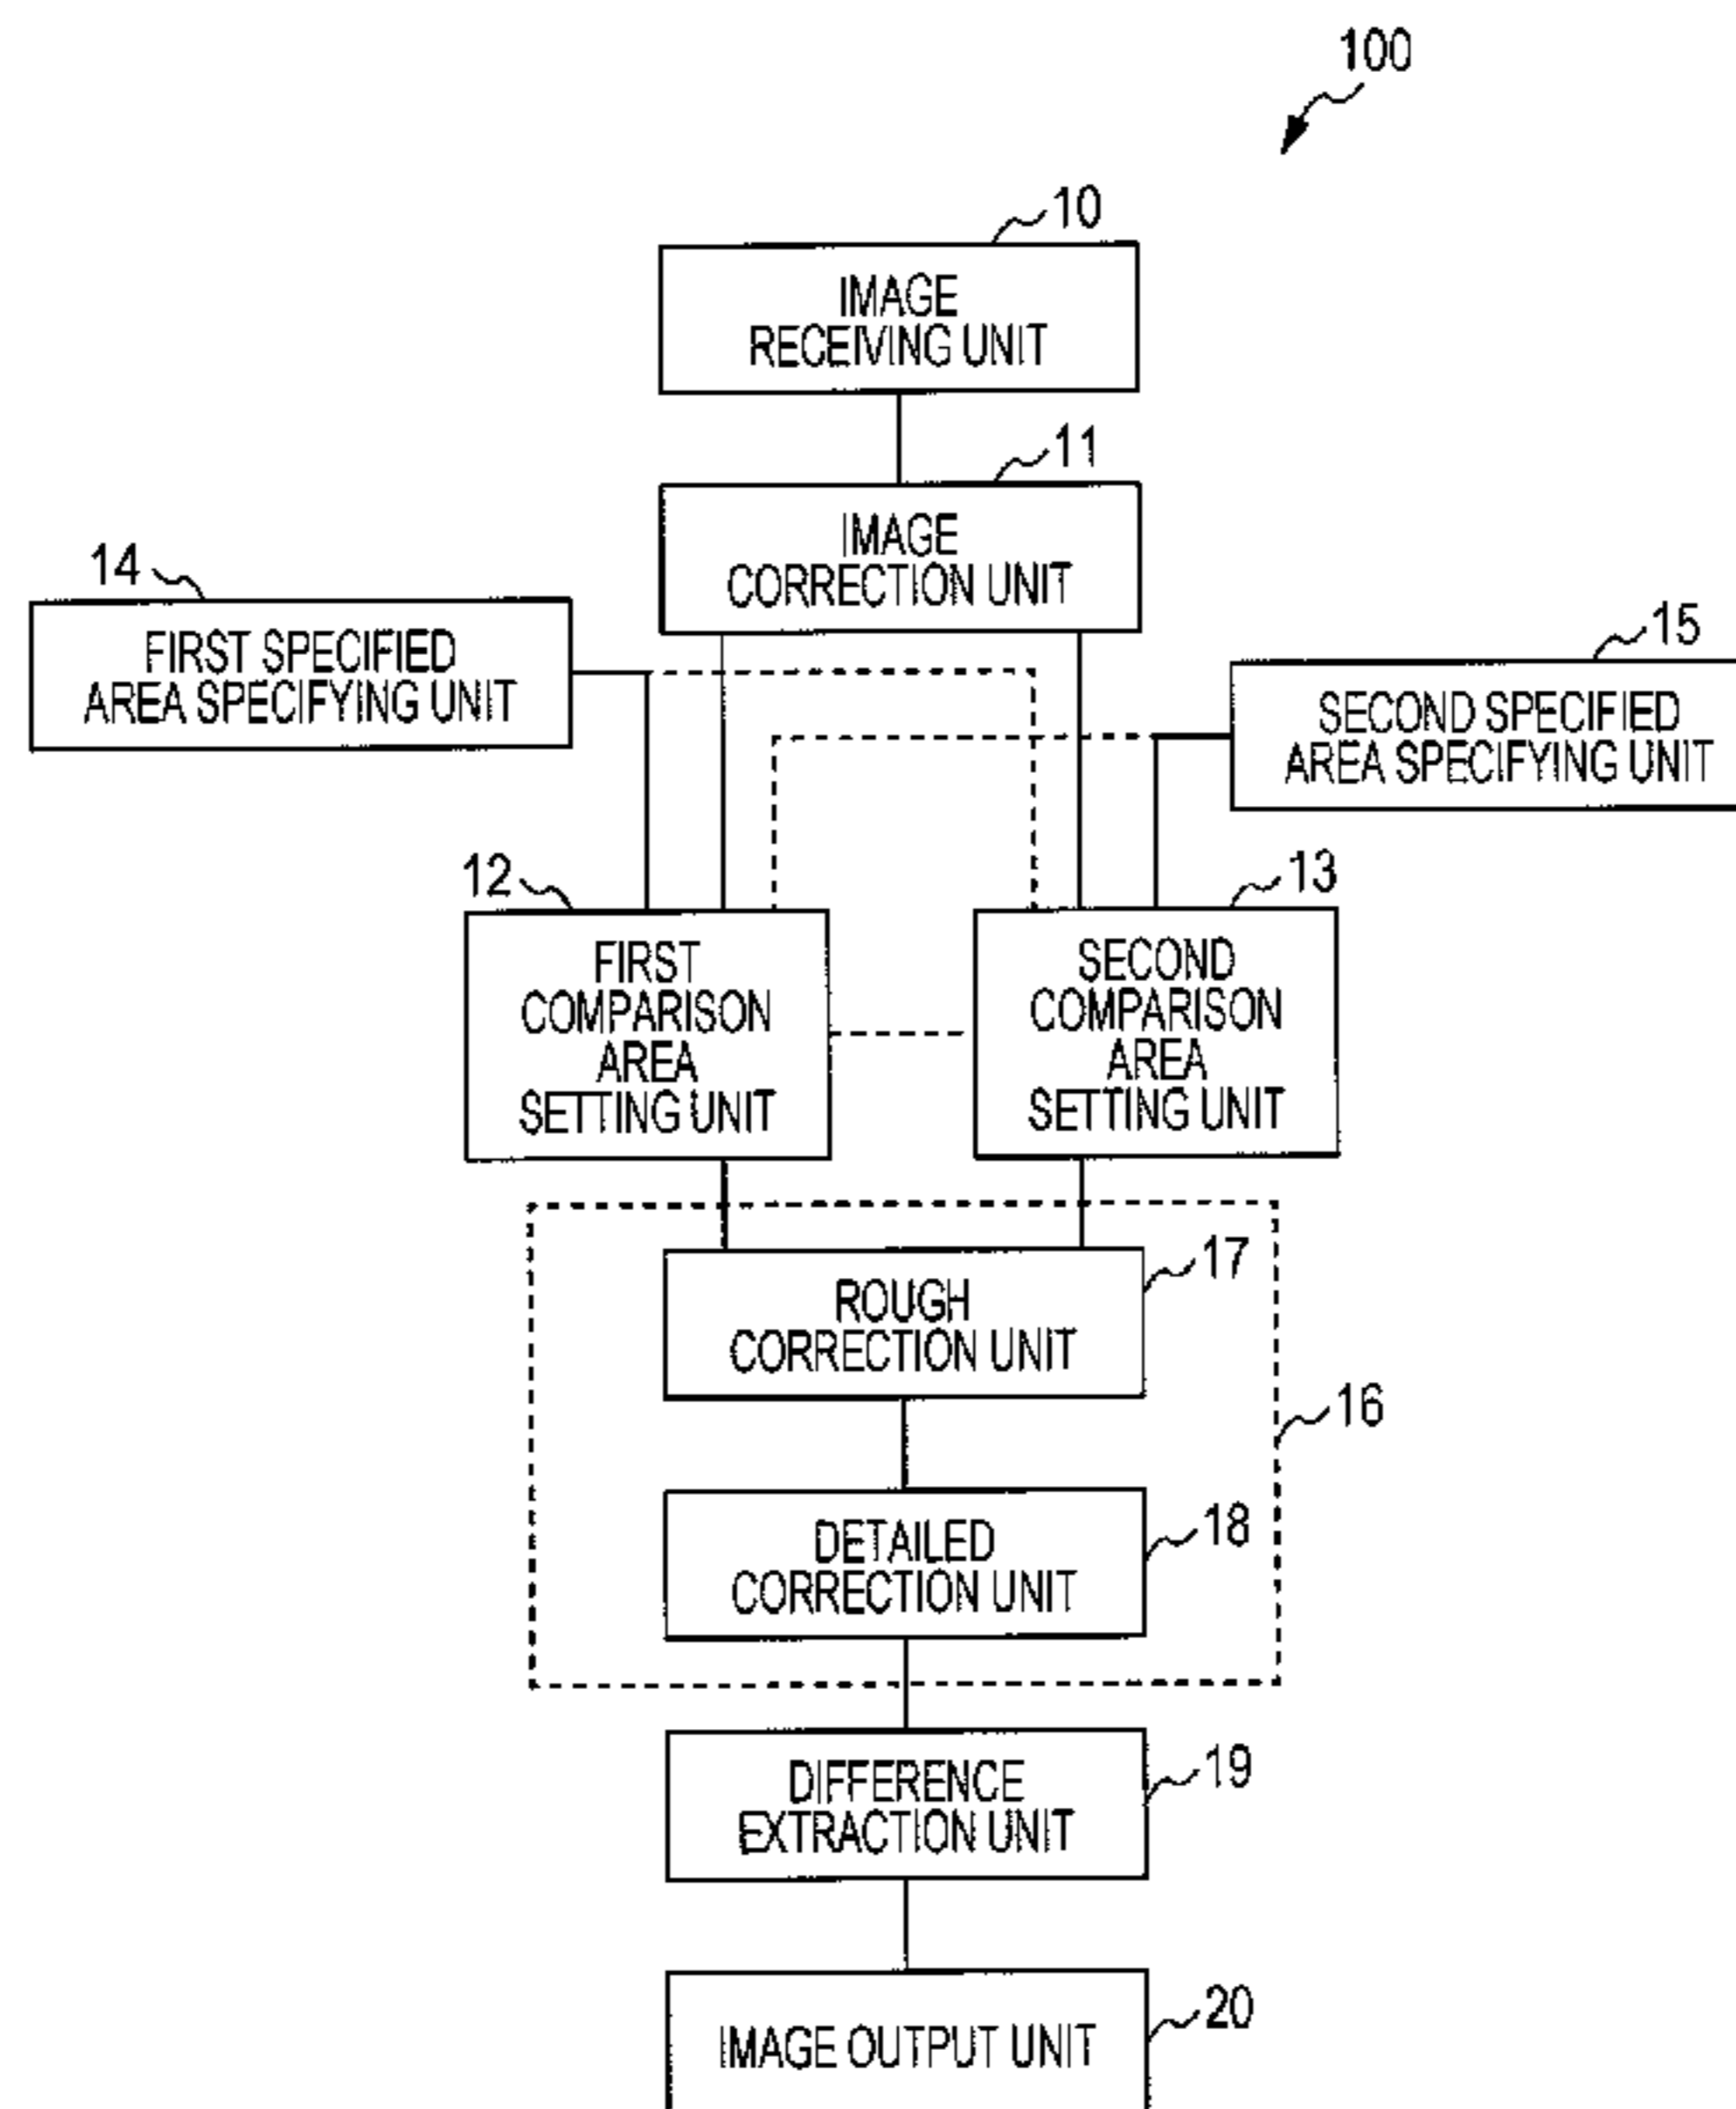 100
10
IMAGE
RECEIVING UNIT
11
IMAGE
CORRECTION UNIT
14
FIRST SPECIFIED
AREA SPECIFYING UNIT
15
SECOND SPECIFIED
AREA SPECIFYING UNIT
12
FIRST
COMPARISON
AREA
SETTING UNIT
13
SECOND
COMPARISON
AREA
SETTING UNIT
17
ROUGH
CORRECTION UNIT
16
18
DETAILED
CORRECTION UNIT
19
DIFFERENCE
EXTRACTION UNIT
20
IMAGE OUTPUT UNIT